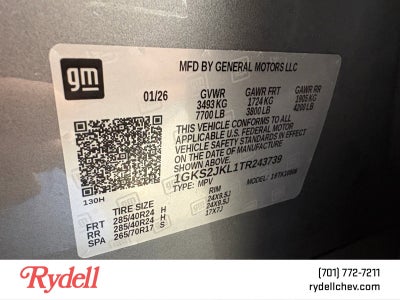 gm
MFD BY GENERAL MOTORS LLC
01/26 GVWR GAWR FRT GAWR RR
3493 KG 1724 KG 1905 KG
7700 LB 3800 LB 4200 LB
THIS VEHICLE CONFORMS TO ALL
APPLICABLE U.S. FEDERAL MOTOR
VEHICLE SAFETY STANDARDS IN EFFECT
ON THE DATE OF MANUFACTURE
SHOWN ABOVE.
1GKS2JKL1TR243739
TYPE: MPV
130H
TIRE SIZE RIM
FRT 285/40R24 H 24X9.5J
RR 285/40R24 H 24X9.5J
SPA 265/70R17 S 17X7J
Rydell
(701) 772-7211
rydellchev.com